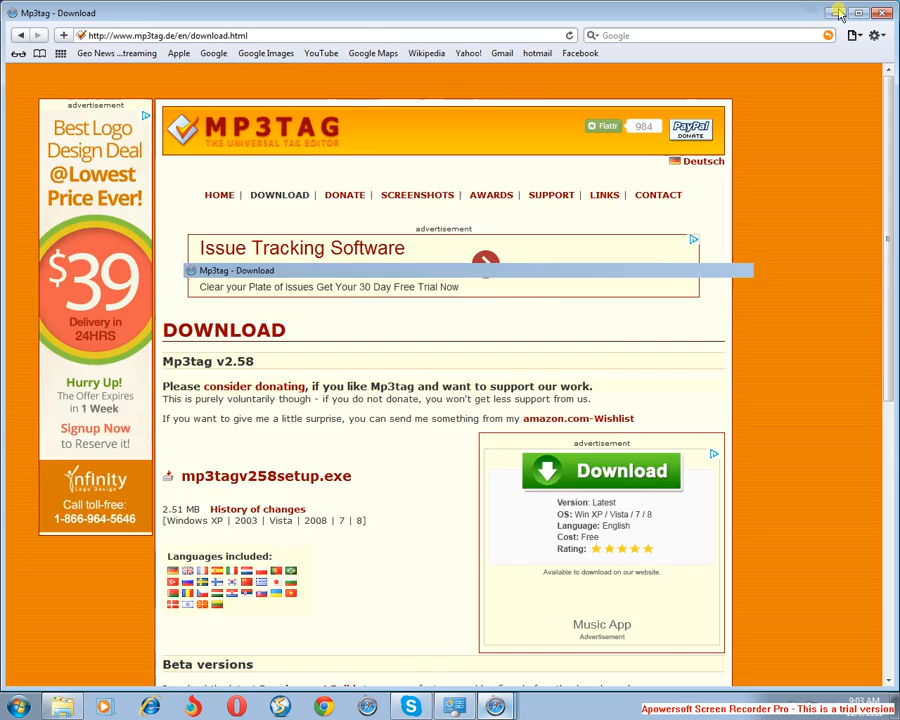 Mp3tag - Download
http://www.mp3tag.de/en/download.html
Google
Geo News ...treaming Apple Google Google Images YouTube Google Maps Wikipedia Yahoo! Gmail hotmail Facebook
advertisement
Best Logo
Design Deal
@Lowest
Price Ever!
$39
Delivery in
24HRS
Hurry Up!
The Offer Expires
in 1 Week
Signup Now
to Reserve it!
Infinity
Logo Design
Call toll-free:
1-866-964-5646
MP3TAG
THE UNIVERSAL TAG EDITOR
Flattr 984
PayPal
DONATE
Deutsch
HOME | DOWNLOAD | DONATE | SCREENSHOTS | AWARDS | SUPPORT | LINKS | CONTACT
advertisement
Issue Tracking Software
Mp3tag - Download
Clear your Plate of Issues Get Your 30 Day Free Trial Now
DOWNLOAD
Mp3tag v2.58
Please consider donating, if you like Mp3tag and want to support our work.
This is purely voluntarily though - if you do not donate, you won't get less support from us.
If you want to give me a little surprise, you can send me something from my amazon.com-Wishlist
mp3tagv258setup.exe
2.51 MB History of changes
[Windows XP | 2003 | Vista | 2008 | 7 | 8]
Languages included:
advertisement
Download
Version: Latest
OS: Win XP / Vista / 7 / 8
Language: English
Cost: Free
Rating:
Available to download on our website.
Music App
Advertisement
Beta versions
9:03 AM
Apowersoft Screen Recorder Pro - This is a trial version